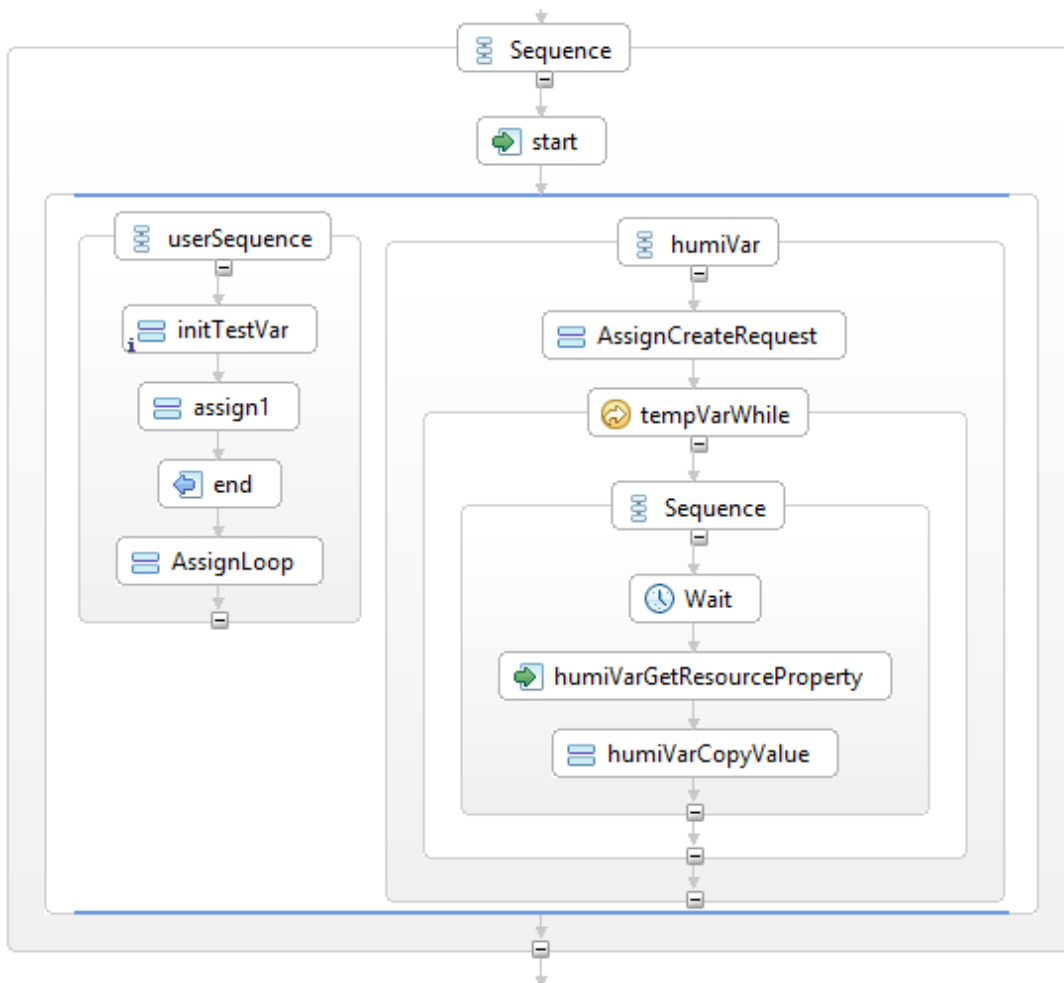 Sequence
start
userSequence
initTestVar
i
assign1
end
AssignLoop
humiVar
AssignCreateRequest
tempVarWhile
Sequence
Wait
humiVarGetResourceProperty
humiVarCopyValue